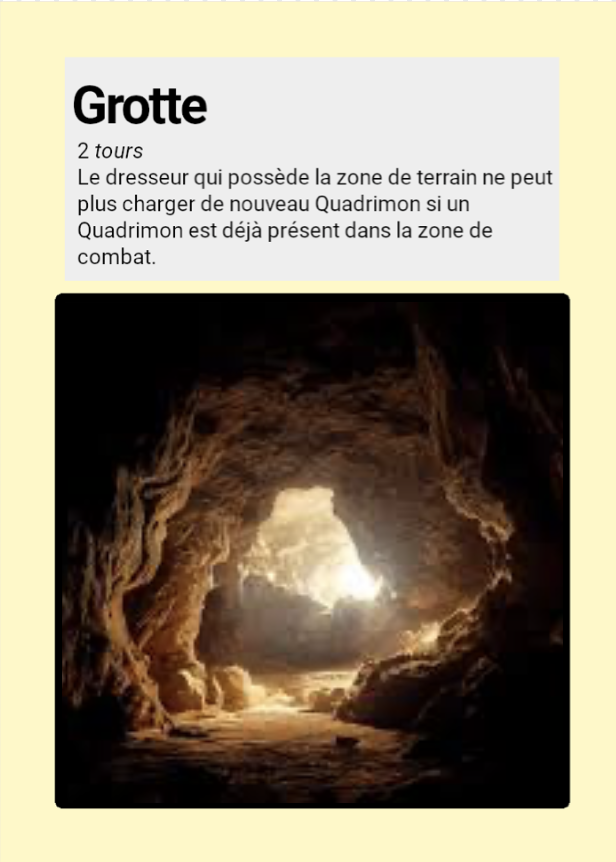 Grotte
2 tours
Le dresseur qui possède la zone de terrain ne peut
plus charger de nouveau Quadrimon si un
Quadrimon est déjà présent dans la zone de
combat.